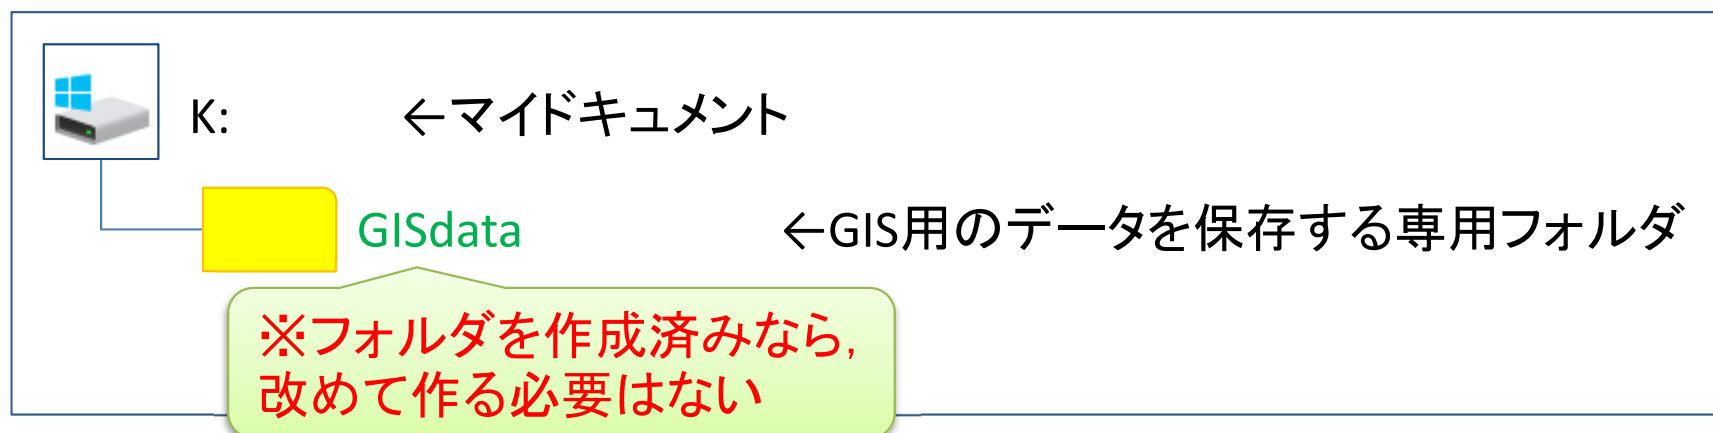 K: ←マイドキュメント
GISdata ←GIS用のデータを保存する専用フォルダ
※フォルダを作成済みなら,
改めて作る必要はない